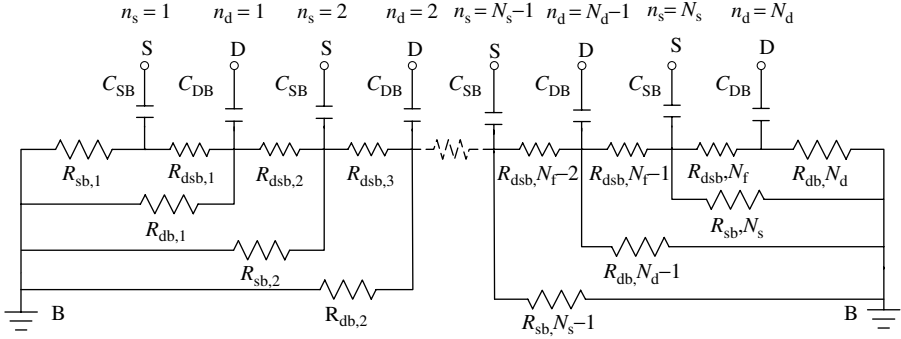 n_s = 1 n_d = 1 n_s = 2 n_d = 2 n_s = N_s−1 n_d = N_d−1 n_s = N_s n_d = N_d
S D S D S D S D
C_SB C_DB C_SB C_DB C_SB C_DB C_SB C_DB
R_sb,1 R_dsb,1 R_dsb,2 R_dsb,3 R_dsb,N_f−2 R_dsb,N_f−1 R_dsb,N_f R_db,N_d
R_db,1 R_sb,N_s
R_sb,2 R_db,N_d−1
R_db,2 R_sb,N_s−1
B B